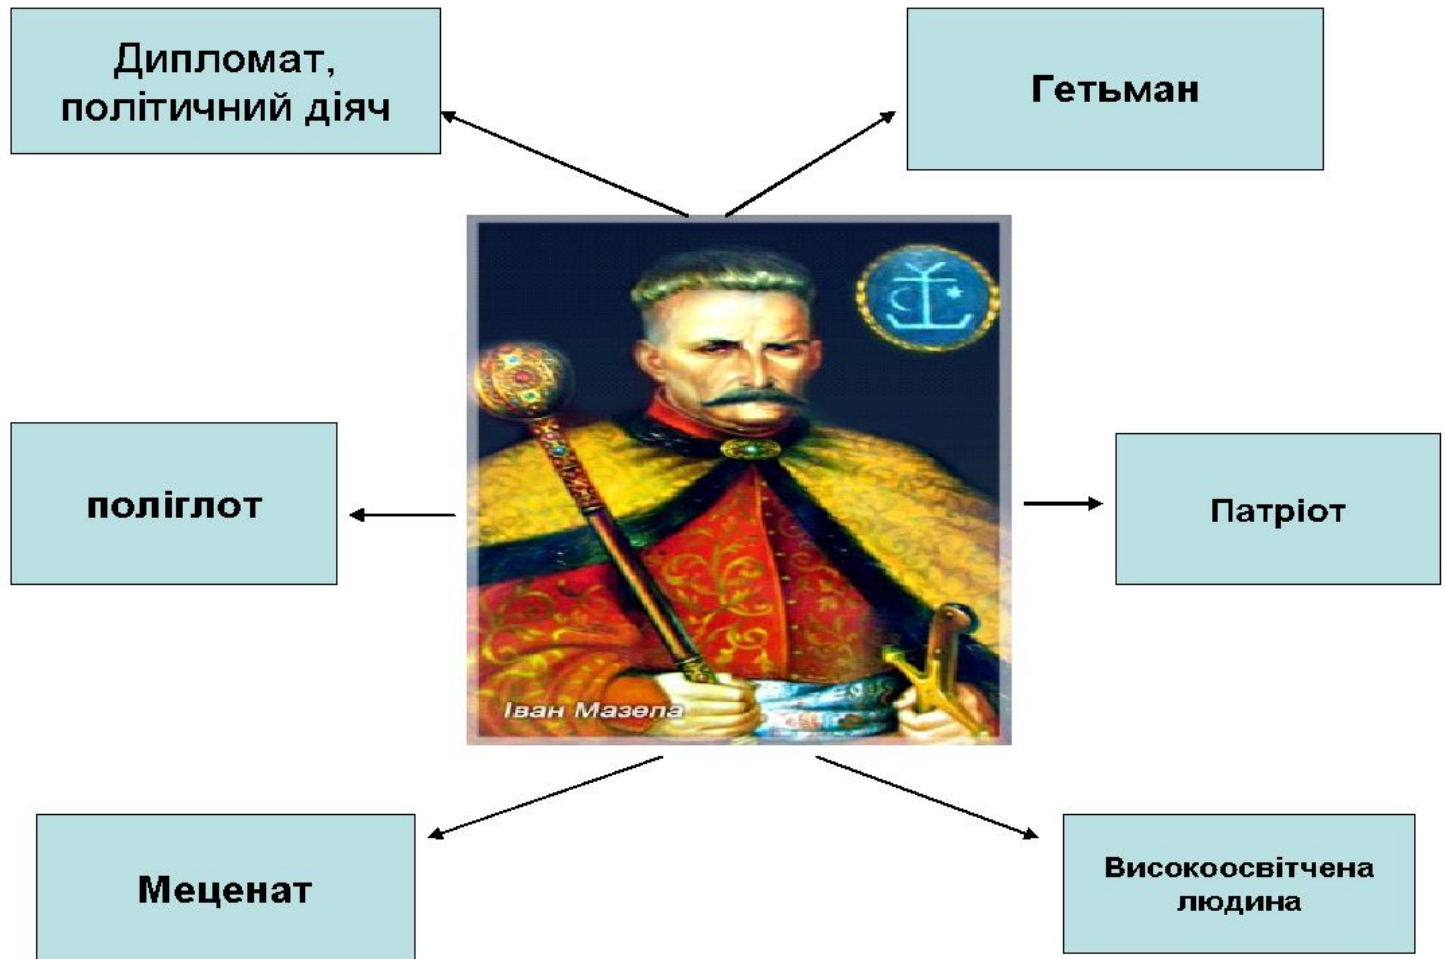 Дипломат,
політичний діяч
Гетьман
поліглот
Патріот
Іван Мазепа
Меценат
Високоосвітчена
людина